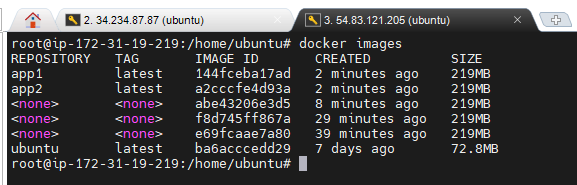 2. 34.234.87.87 (ubuntu)
3. 54.83.121.205 (ubuntu)
root@ip-172-31-19-219:/home/ubuntu# docker images
REPOSITORY TAG IMAGE ID CREATED SIZE
app1 latest 144fceba17ad 2 minutes ago 219MB
app2 latest a2cccfe4d93a 2 minutes ago 219MB
<none> <none> abe43206e3d5 8 minutes ago 219MB
<none> <none> f8d745ff867a 29 minutes ago 219MB
<none> <none> e69fcaae7a80 39 minutes ago 219MB
ubuntu latest ba6acccedd29 7 days ago 72.8MB
root@ip-172-31-19-219:/home/ubuntu#